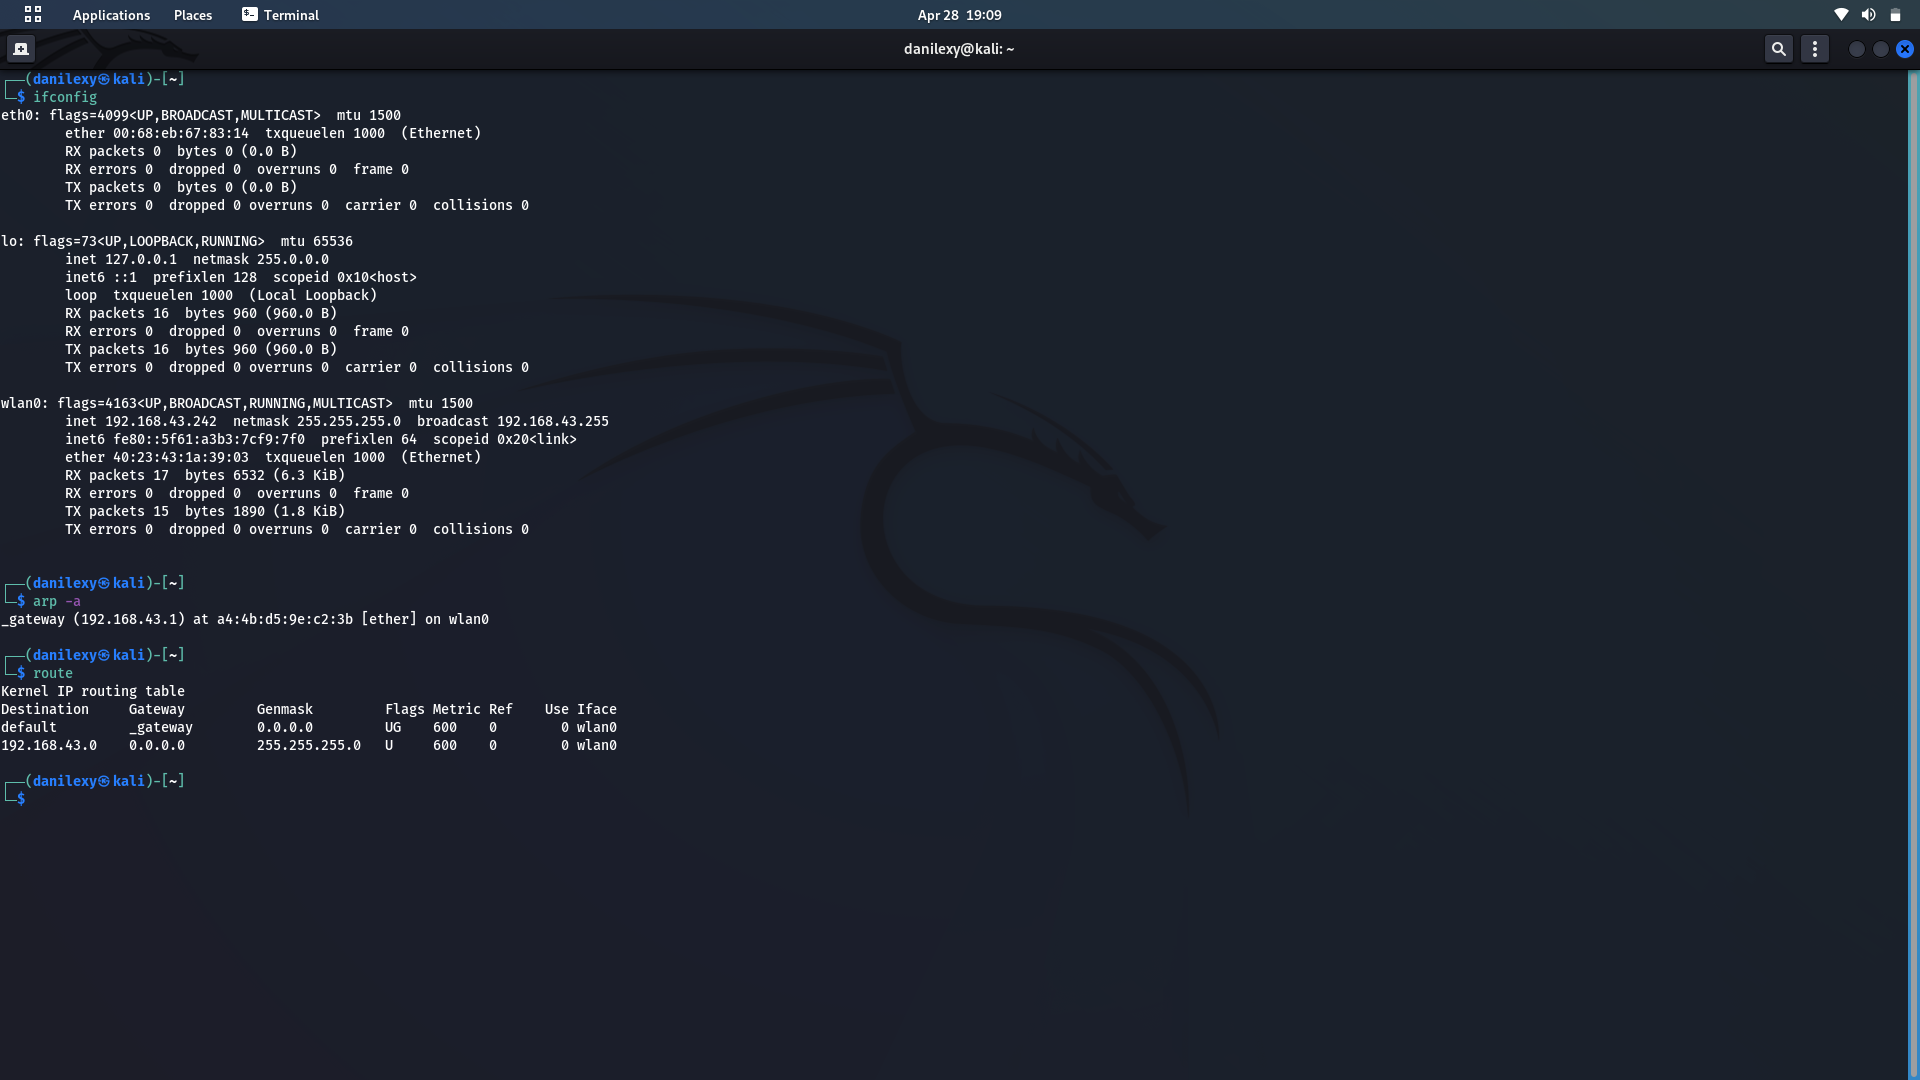 Applications Places Terminal Apr 28 19:09
danilexy@kali: ~
(danilexy㉿kali)-[~]
$ ifconfig
eth0: flags=4099<UP,BROADCAST,MULTICAST>  mtu 1500
        ether 00:68:eb:67:83:14  txqueuelen 1000  (Ethernet)
        RX packets 0  bytes 0 (0.0 B)
        RX errors 0  dropped 0  overruns 0  frame 0
        TX packets 0  bytes 0 (0.0 B)
        TX errors 0  dropped 0 overruns 0  carrier 0  collisions 0
lo: flags=73<UP,LOOPBACK,RUNNING>  mtu 65536
        inet 127.0.0.1  netmask 255.0.0.0
        inet6 ::1  prefixlen 128  scopeid 0x10<host>
        loop  txqueuelen 1000  (Local Loopback)
        RX packets 16  bytes 960 (960.0 B)
        RX errors 0  dropped 0  overruns 0  frame 0
        TX packets 16  bytes 960 (960.0 B)
        TX errors 0  dropped 0 overruns 0  carrier 0  collisions 0
wlan0: flags=4163<UP,BROADCAST,RUNNING,MULTICAST>  mtu 1500
        inet 192.168.43.242  netmask 255.255.255.0  broadcast 192.168.43.255
        inet6 fe80::5f61:a3b3:7cf9:7f0  prefixlen 64  scopeid 0x20<link>
        ether 40:23:43:1a:39:03  txqueuelen 1000  (Ethernet)
        RX packets 17  bytes 6532 (6.3 KiB)
        RX errors 0  dropped 0  overruns 0  frame 0
        TX packets 15  bytes 1890 (1.8 KiB)
        TX errors 0  dropped 0 overruns 0  carrier 0  collisions 0
(danilexy㉿kali)-[~]
$ arp -a
_gateway (192.168.43.1) at a4:4b:d5:9e:c2:3b [ether] on wlan0
(danilexy㉿kali)-[~]
$ route
Kernel IP routing table
Destination     Gateway         Genmask         Flags Metric Ref    Use Iface
default         _gateway        0.0.0.0         UG    600    0        0 wlan0
192.168.43.0    0.0.0.0         255.255.255.0   U     600    0        0 wlan0
(danilexy㉿kali)-[~]
$